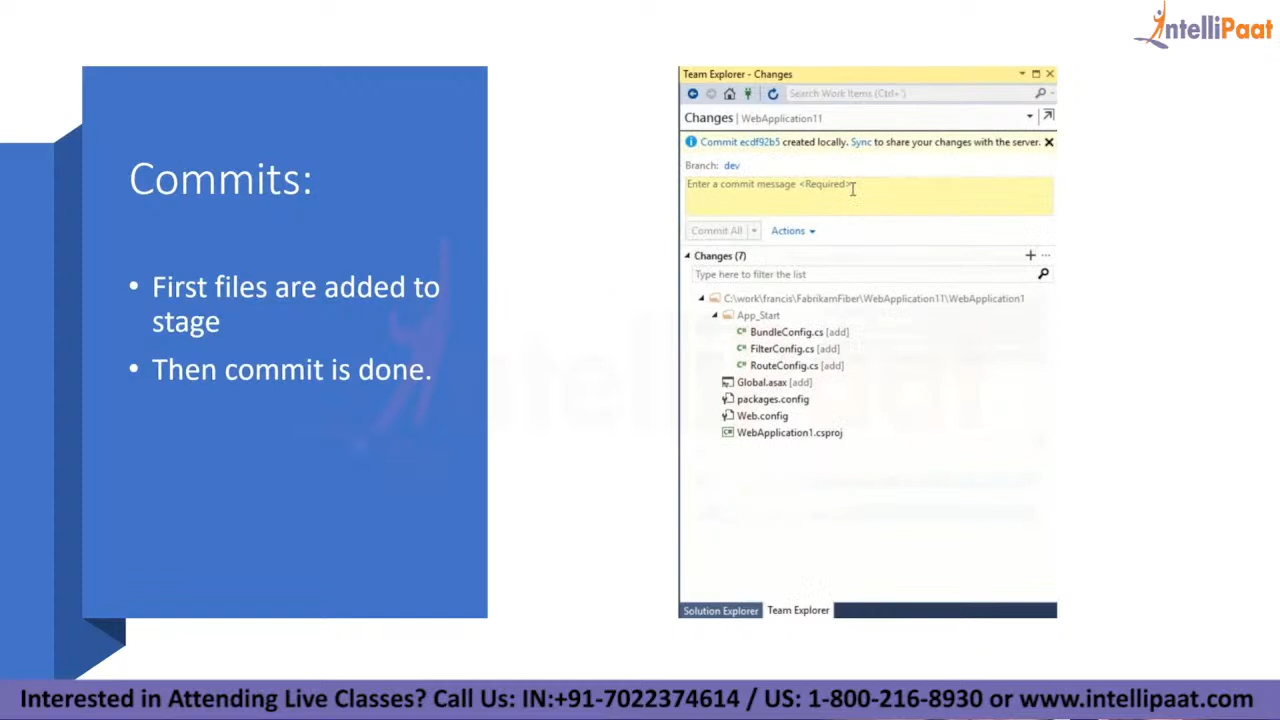 IntelliPaat
Commits:
• First files are added to
stage
• Then commit is done.
Team Explorer - Changes
Search Work Items (Ctrl+')
Changes | WebApplication11
Commit ecdf92b5 created locally. Sync to share your changes with the server.
Branch: dev
Enter a commit message <Required>
Commit All
Actions
Changes (7)
Type here to filter the list
C:\work\francis\FabrikamFiber\WebApplication11\WebApplication1
App_Start
C# BundleConfig.cs [add]
C# FilterConfig.cs [add]
C# RouteConfig.cs [add]
Global.asax [add]
packages.config
Web.config
C# WebApplication1.csproj
Solution Explorer Team Explorer
Interested in Attending Live Classes? Call Us: IN:+91-7022374614 / US: 1-800-216-8930 or www.intellipaat.com